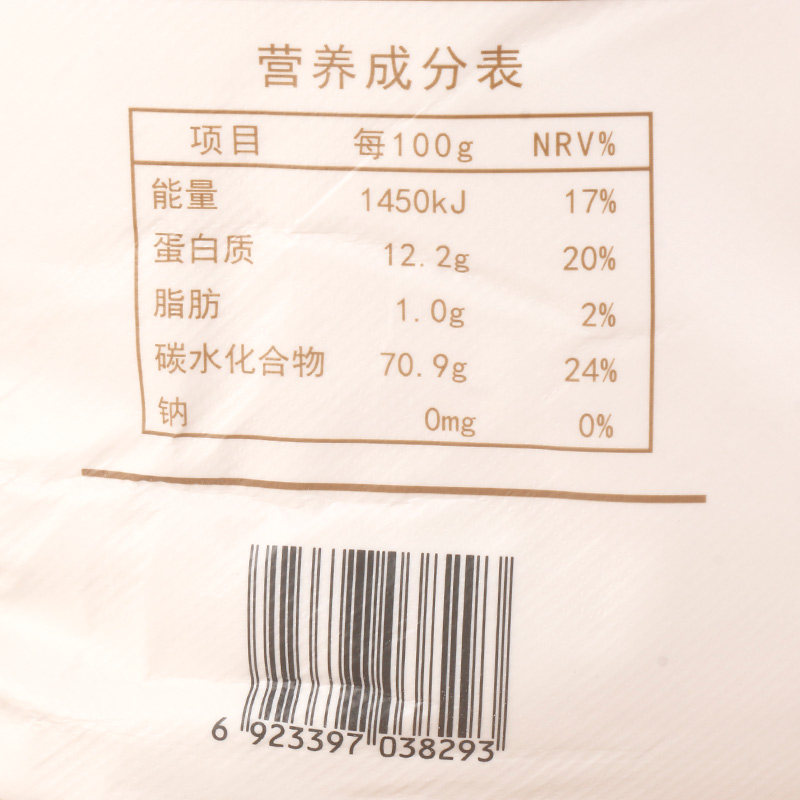 营养成分表
项目 每100g NRV%
能量 1450kJ 17%
蛋白质 12.2g 20%
脂肪 1.0g 2%
碳水化合物 70.9g 24%
钠 0mg 0%
6 923397 038293